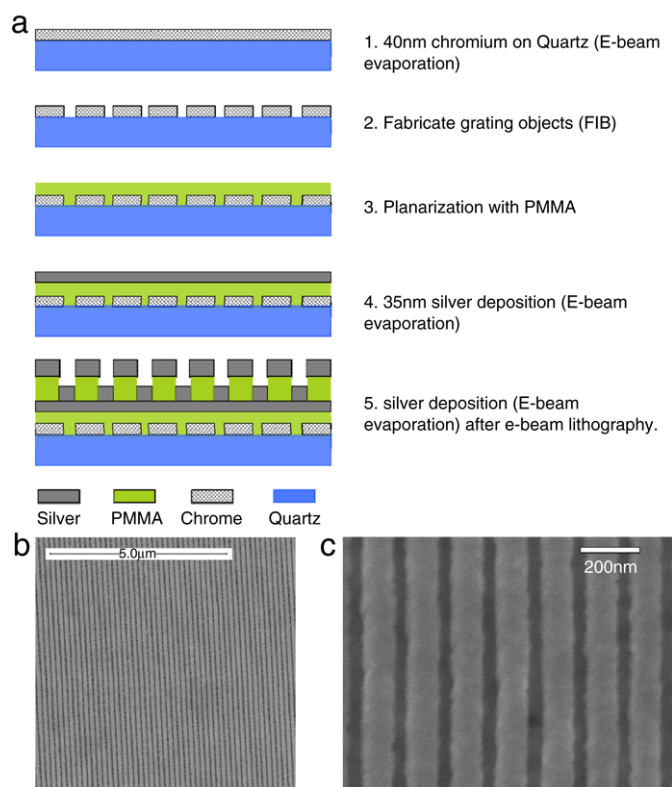 a
1. 40nm chromium on Quartz (E-beam
evaporation)
2. Fabricate grating objects (FIB)
3. Planarization with PMMA
4. 35nm silver deposition (E-beam
evaporation)
5. silver deposition (E-beam
evaporation) after e-beam lithography.
Silver PMMA Chrome Quartz
b
5.0μm
c
200nm